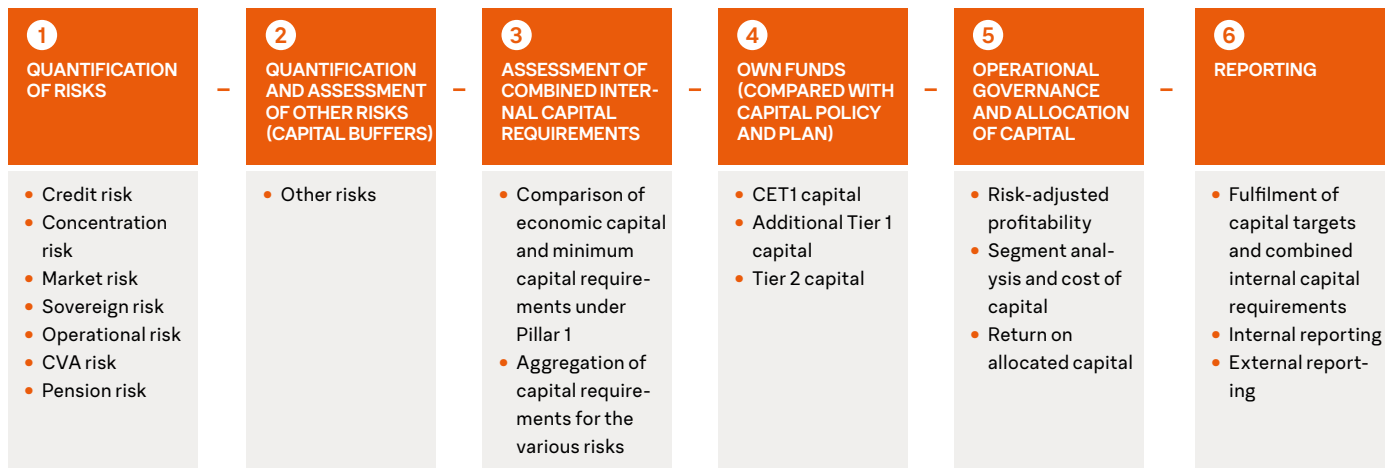 1
QUANTIFICATION
OF RISKS
• Credit risk
• Concentration
risk
• Market risk
• Sovereign risk
• Operational risk
• CVA risk
• Pension risk
–
2
QUANTIFICATION
AND ASSESSMENT
OF OTHER RISKS
(CAPITAL BUFFERS)
• Other risks
–
3
ASSESSMENT OF
COMBINED INTER-
NAL CAPITAL
REQUIREMENTS
• Comparison of
economic capital
and minimum
capital require-
ments under
Pillar 1
• Aggregation of
capital require-
ments for the
various risks
–
4
OWN FUNDS
(COMPARED WITH
CAPITAL POLICY
AND PLAN)
• CET1 capital
• Additional Tier 1
capital
• Tier 2 capital
–
5
OPERATIONAL
GOVERNANCE
AND ALLOCATION
OF CAPITAL
• Risk-adjusted
profitability
• Segment anal-
ysis and cost of
capital
• Return on
allocated capital
–
6
REPORTING
• Fulfilment of
capital targets
and combined
internal capital
requirements
• Internal reporting
• External report-
ing